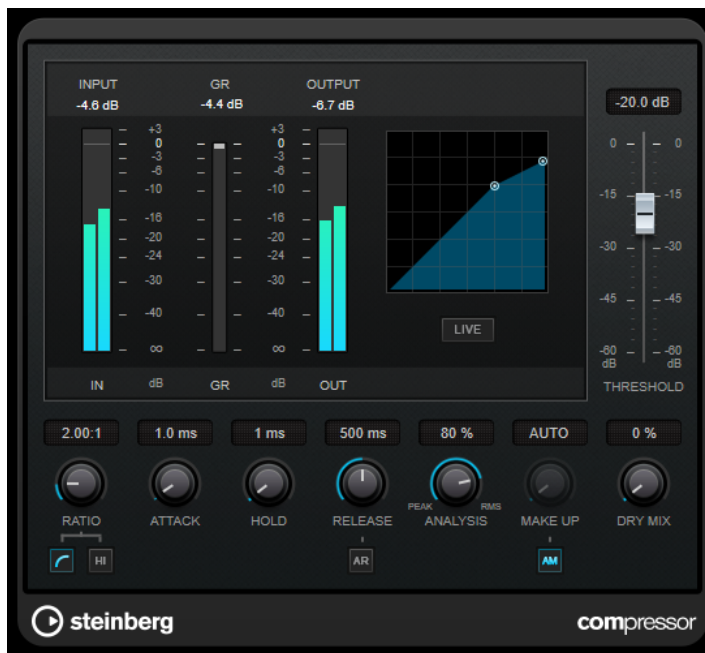 INPUT GR OUTPUT
-4.6 dB -4.4 dB -6.7 dB
-20.0 dB
+3 +3
0 0
-3 -3
-6 -6
-10 -10
-16 -16
-20 -20
-24 -24
-30 -30
-40 -40
∞ ∞
IN dB GR dB OUT
LIVE
0 0
-15 -15
-30 -30
-45 -45
-60 -60
dB dB
THRESHOLD
2.00:1 1.0 ms 1 ms 500 ms 80 % AUTO 0 %
PEAK RMS
RATIO ATTACK HOLD RELEASE ANALYSIS MAKE UP DRY MIX
HI AR AM
steinberg compressor